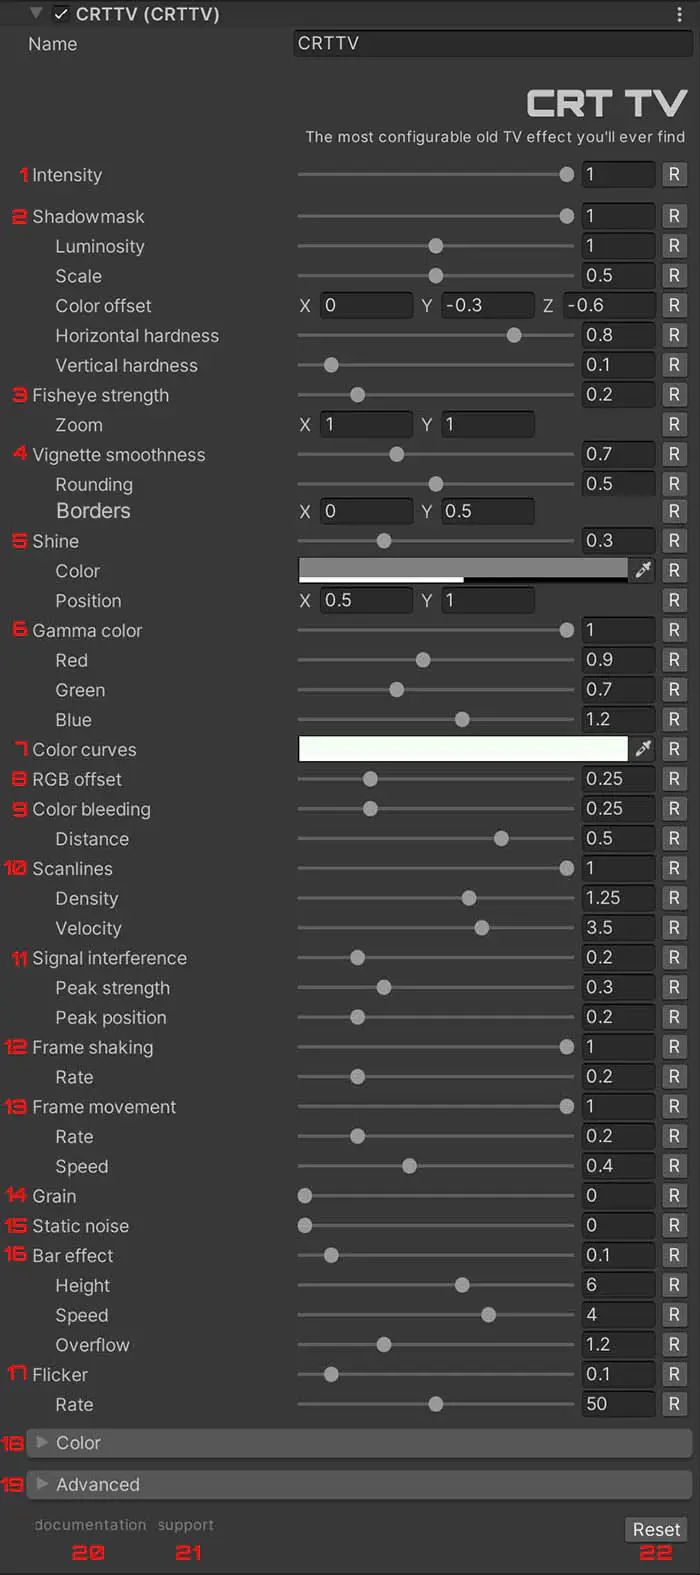 CRTTV (CRTTV)
Name CRTTV
CRT TV
The most configurable old TV effect you'll ever find
1 Intensity 1 R
2 Shadowmask 1 R
Luminosity 1 R
Scale 0.5 R
Color offset X 0 Y -0.3 Z -0.6 R
Horizontal hardness 0.8 R
Vertical hardness 0.1 R
3 Fisheye strength 0.2 R
Zoom X 1 Y 1 R
4 Vignette smoothness 0.7 R
Rounding 0.5 R
Borders X 0 Y 0.5 R
5 Shine 0.3 R
Color R
Position X 0.5 Y 1 R
6 Gamma color 1 R
Red 0.9 R
Green 0.7 R
Blue 1.2 R
7 Color curves R
8 RGB offset 0.25 R
9 Color bleeding 0.25 R
Distance 0.5 R
10 Scanlines 1 R
Density 1.25 R
Velocity 3.5 R
11 Signal interference 0.2 R
Peak strength 0.3 R
Peak position 0.2 R
12 Frame shaking 1 R
Rate 0.2 R
13 Frame movement 1 R
Rate 0.2 R
Speed 0.4 R
14 Grain 0 R
15 Static noise 0 R
16 Bar effect 0.1 R
Height 6 R
Speed 4 R
Overflow 1.2 R
17 Flicker 0.1 R
Rate 50 R
18 Color
19 Advanced
documentation support Reset
20 21 22